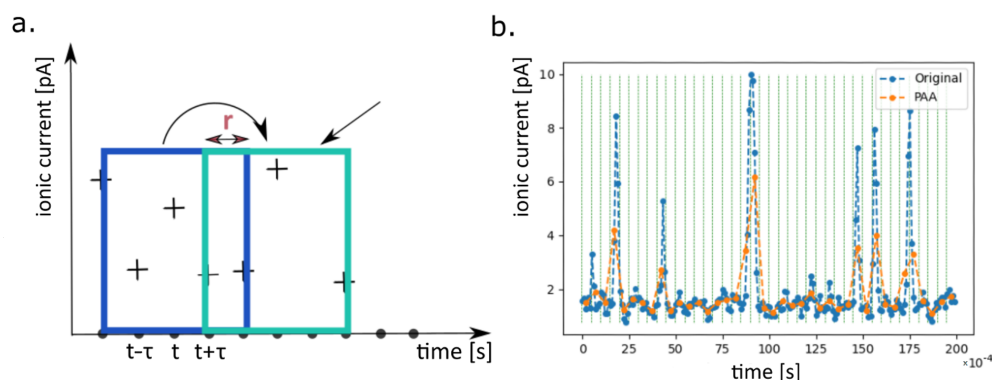 a.
ionic current [pA]
r
t-τ t t+τ
time [s]
b.
ionic current [pA]
10
8
6
4
2
Original
PAA
0 25 50 75 100 125 150 175 200
×10⁻⁴
time [s]